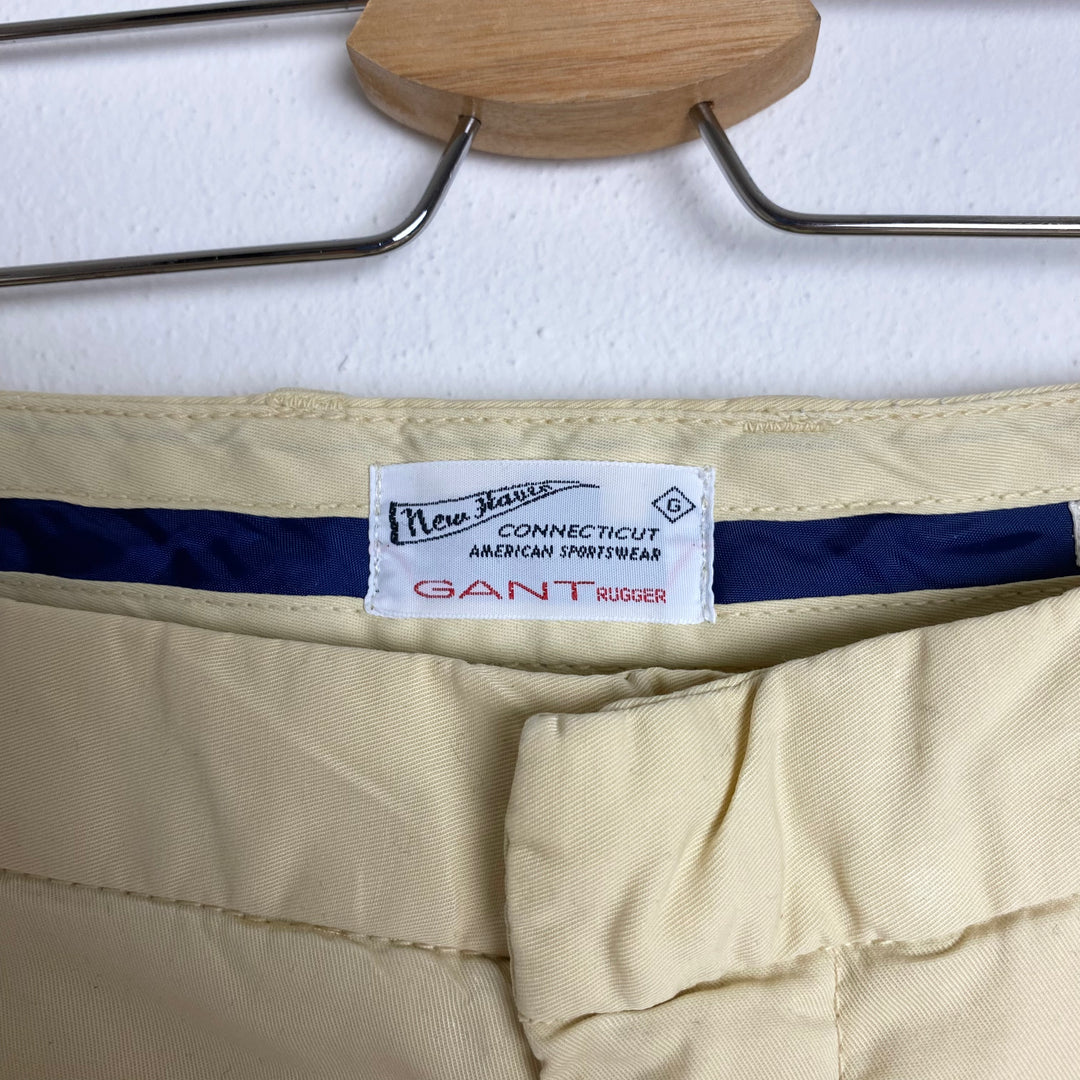 New Haven
G
CONNECTICUT
AMERICAN SPORTSWEAR
GANT RUGGER